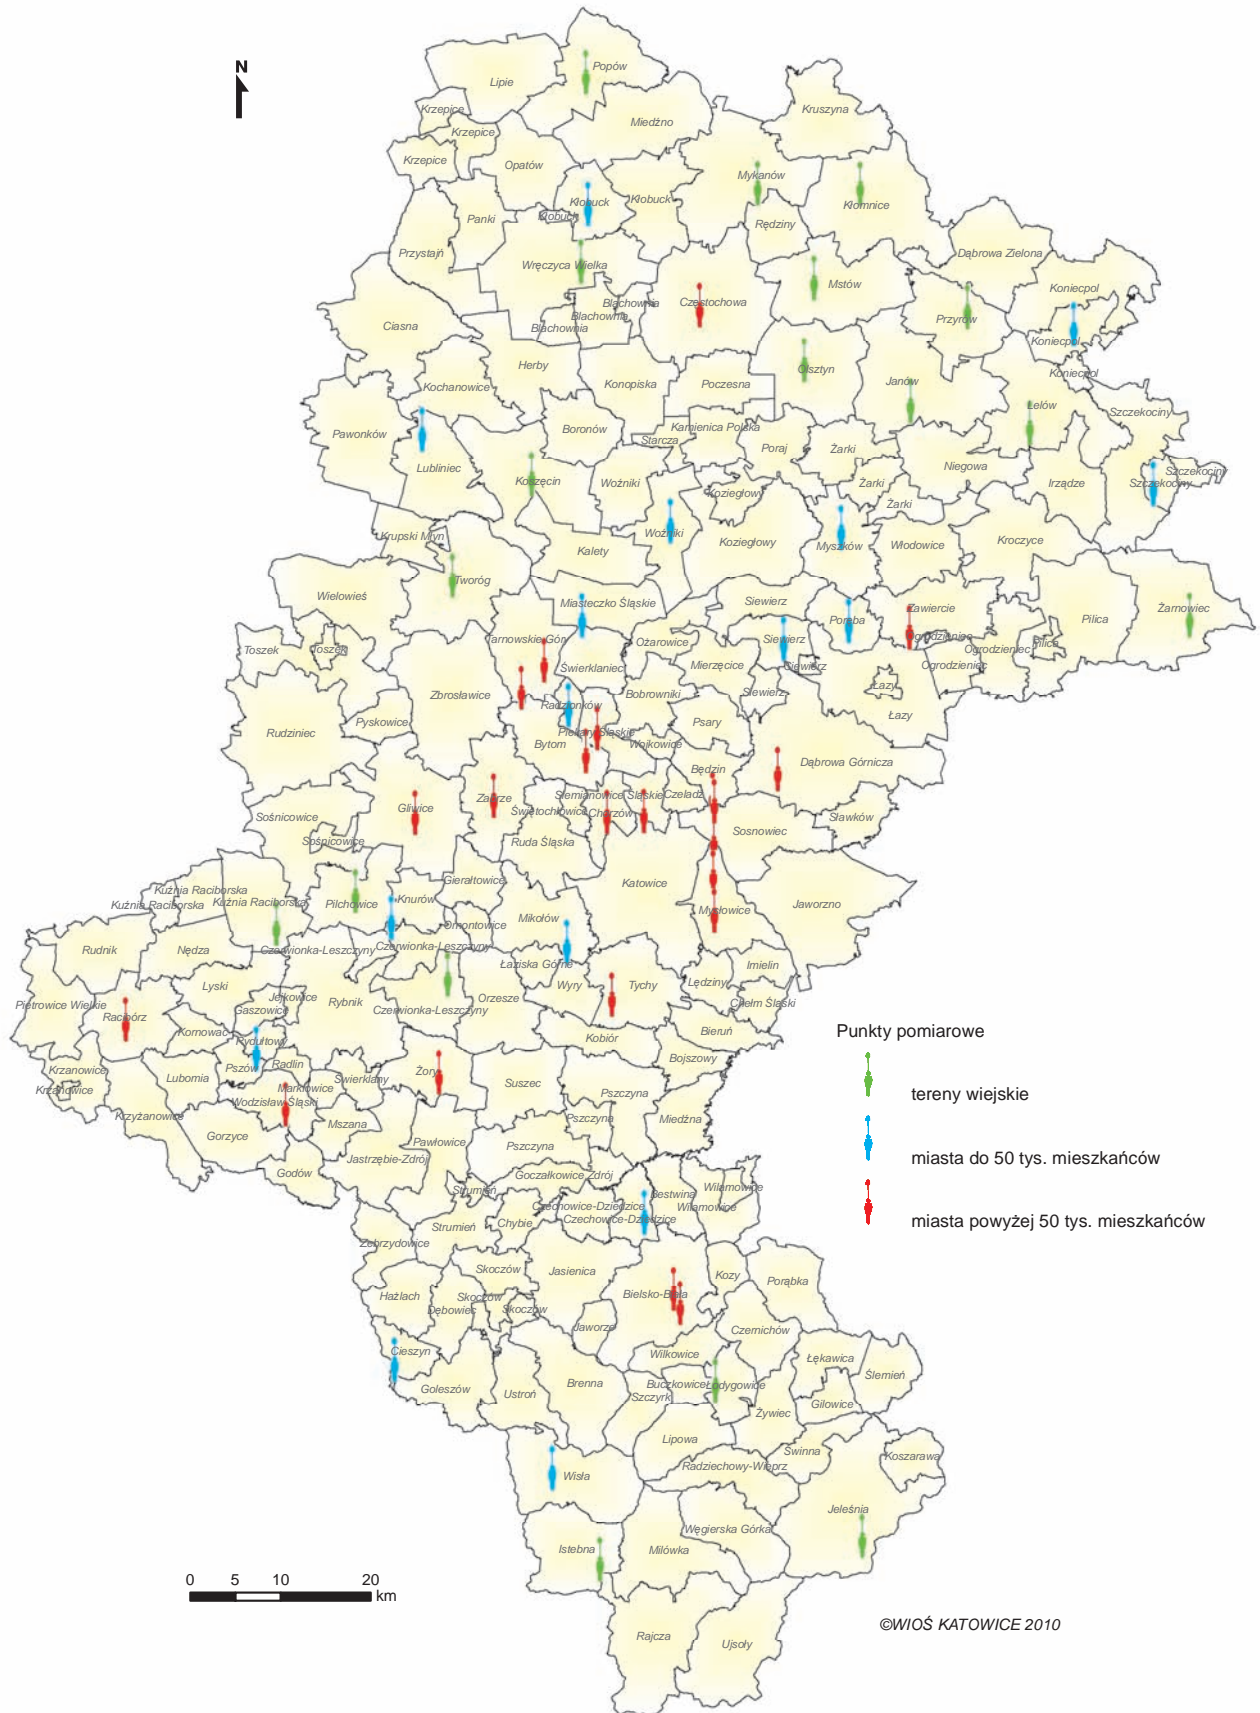 N
Popów
Lipie
Krzepice
Kruszyna
Miedźno
Krzepice
Krzepice
Opatów
Mykanów
Kłobuck
Kłobuck
Kłomnice
Kłobuck
Panki
Rędziny
Przystajń
Dąbrowa Zielona
Wręczyca Wielka
Mstów
Koniecpol
Blachownia
Częstochowa
Blachownia
Przyrów
Ciasna
Blachownia
Koniecpol
Herby
Olsztyn
Koniecpol
Kochanowice
Konopiska
Poczesna
Janów
Lelów
Szczekociny
Boronów
Kamienica Polska
Pawonków
Starcza
Poraj
Żarki
Lubliniec
Niegowa
Szczekociny
Koszęcin
Woźniki
Żarki
Irządze
Szczekociny
Koziegłowy
Żarki
Krupski Młyn
Woźniki
Koziegłowy
Myszków
Włodowice
Kroczyce
Kalety
Tworóg
Wielowieś
Miasteczko Śląskie
Siewierz
Zawiercie
Żarnowiec
Poręba
Pilica
Tarnowskie Góry
Ożarowice
Siewierz
Ogrodzieniec
Pilica
Toszek
Toszek
Ogrodzieniec
Świerklaniec
Mierzęcice
Siewierz
Ogrodzieniec
Zbrosławice
Bobrowniki
Siewierz
Łazy
Radzionków
Łazy
Pyskowice
Psary
Rudziniec
Piekary Śląskie
Bytom
Wojkowice
Będzin
Dąbrowa Górnicza
Zabrze
Siemianowice Śląskie
Czeladź
Gliwice
Świętochłowice
Chorzów
Sośnicowice
Sławków
Sosnowiec
Sośnicowice
Ruda Śląska
Gierałtowice
Katowice
Kuźnia Raciborska
Kuźnia Raciborska
Kuźnia Raciborska
Pilchowice
Knurów
Jaworzno
Mysłowice
Mikołów
Ornontowice
Rudnik
Nędza
Czerwionka-Leszczyny
Czerwionka-Leszczyny
Łaziska Górne
Imielin
Lyski
Wyry
Tychy
Lędziny
Jejkowice
Orzesze
Pietrowice Wielkie
Rybnik
Chełm Śląski
Gaszowice
Czerwionka-Leszczyny
Racibórz
Kornowac
Bieruń
Rydułtowy
Kobiór
Bojszowy
Pszów
Radlin
Krzanowice
Żory
Lubomia
Świerklany
Suszec
Krzanowice
Marklowice
Pszczyna
Wodzisław Śląski
Krzyżanowice
Pszczyna
Miedźna
Mszana
Gorzyce
Pawłowice
Pszczyna
Jastrzębie-Zdrój
Godów
Goczałkowice Zdrój
Strumień
Bestwina
Wilamowice
Czechowice-Dziedzice
Wilamowice
Czechowice-Dziedzice
Chybie
Strumień
Zebrzydowice
Skoczów
Jasienica
Kozy
Porąbka
Hażlach
Bielsko-Biała
Skoczów
Dębowiec
Skoczów
Jaworze
Czernichów
Cieszyn
Wilkowice
Łękawica
Ślemień
Brenna
Buczkowice
Łodygowice
Goleszów
Ustroń
Szczyrk
Gilowice
Żywiec
Lipowa
Świnna
Koszarawa
Radziechowy-Wieprz
Wisła
Jeleśnia
Węgierska Górka
Istebna
Milówka
Rajcza
Ujsoły
Punkty pomiarowe
tereny wiejskie
miasta do 50 tys. mieszkańców
miasta powyżej 50 tys. mieszkańców
0 5 10 20
km
©WIOŚ KATOWICE 2010